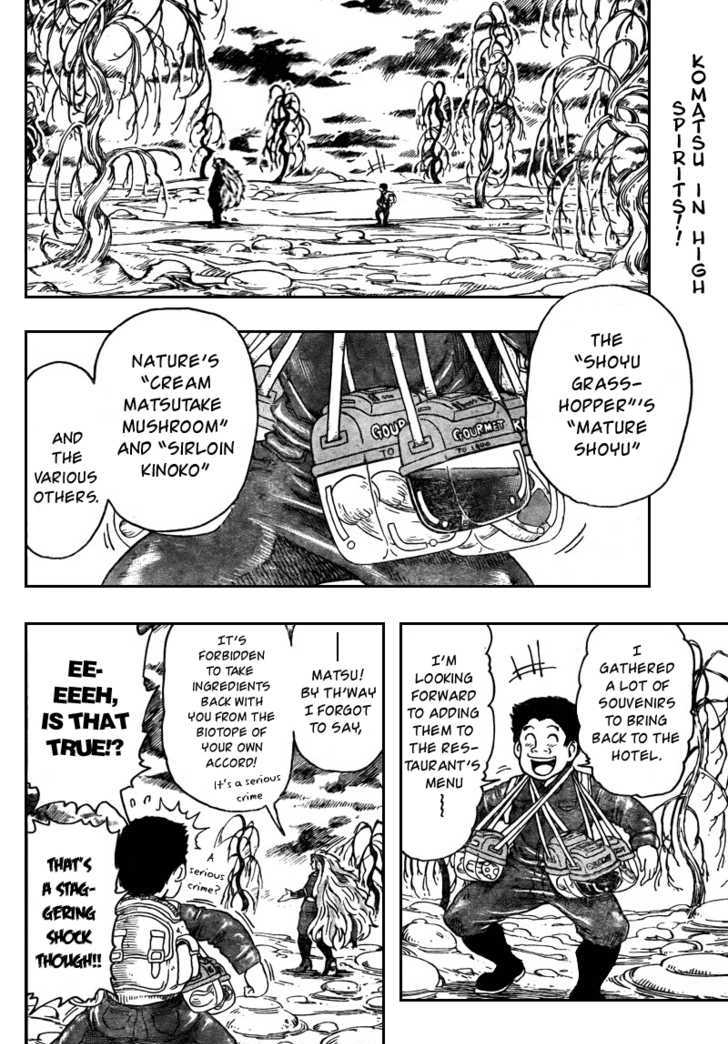 KOMATSU IN HIGH
SPIRITS!!
THE
"SHOYU
GRASS-
HOPPER"'S
"MATURE
SHOYU"
NATURE'S
"CREAM
MATSUTAKE
MUSHROOM"
AND "SIRLOIN
KINOKO"
AND
THE
VARIOUS
OTHERS.
GOUR
TO
GOURMET
I
GATHERED
A LOT OF
SOUVENIRS
TO BRING
BACK TO THE
HOTEL.
I'M
LOOKING
FORWARD
TO ADDING
THEM TO
THE RES-
TAURANT'S
MENU
~
MATSU!
BY TH'WAY
I FORGOT
TO SAY,
IT'S
FORBIDDEN
TO TAKE
INGREDIENTS
BACK WITH
YOU FROM THE
BIOTOPE OF
YOUR OWN
ACCORD!
It's a serious
crime
EE-
EEEH,
IS THAT
TRUE!?
A
serious
crime?
THAT'S
A STAG-
GERING
SHOCK
THOUGH!!